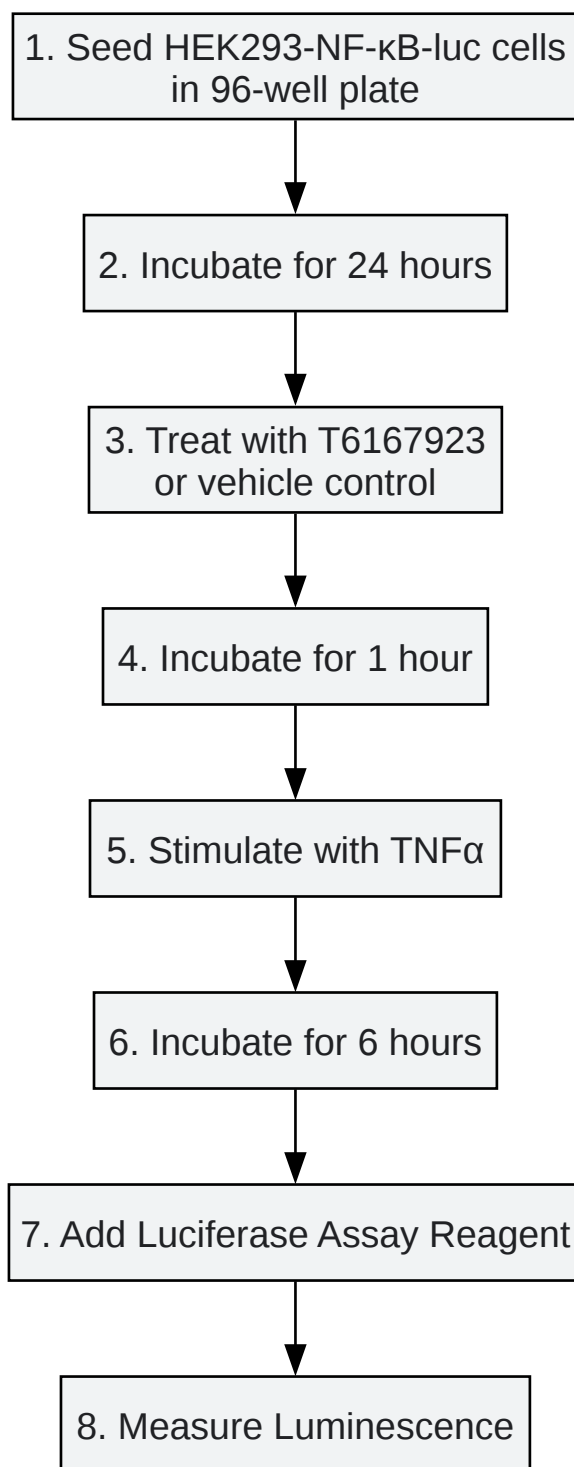 1. Seed HEK293-NF-κB-luc cells
in 96-well plate
2. Incubate for 24 hours
3. Treat with T6167923
or vehicle control
4. Incubate for 1 hour
5. Stimulate with TNFα
6. Incubate for 6 hours
7. Add Luciferase Assay Reagent
8. Measure Luminescence